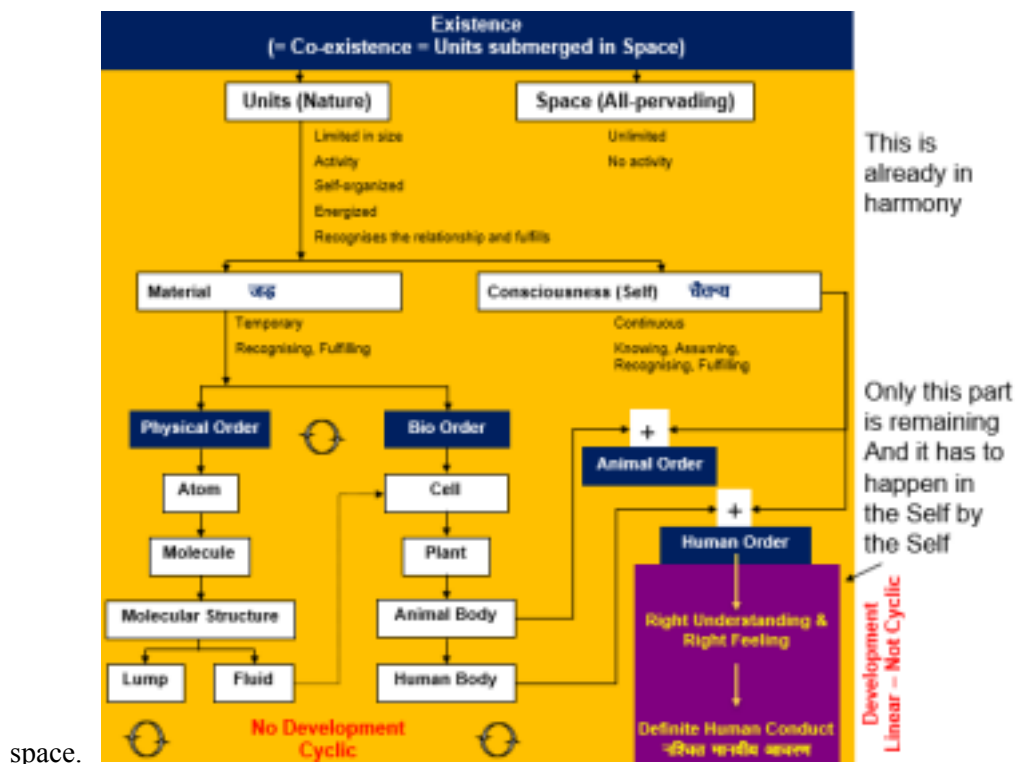 Existence
(= Co-existence = Units submerged in Space)
Units (Nature)
Space (All-pervading)
Limited in size
Activity
Self-organized
Energized
Recognises the relationship and fulfills
Unlimited
No activity
This is
already in
harmony
Material जड़
Consciousness (Self) चैतन्य
Temporary
Recognising, Fulfilling
Continuous
Knowing, Assuming,
Recognising, Fulfilling
Physical Order
Bio Order
+
Animal Order
Only this part
is remaining
And it has to
happen in
the Self by
the Self
Atom
Cell
+
Human Order
Molecule
Plant
Molecular Structure
Animal Body
Right Understanding &
Right Feeling
Lump
Fluid
Human Body
Development
Linear – Not Cyclic
No Development
Cyclic
Definite Human Conduct
निश्चित मानवीय आचरण
space.